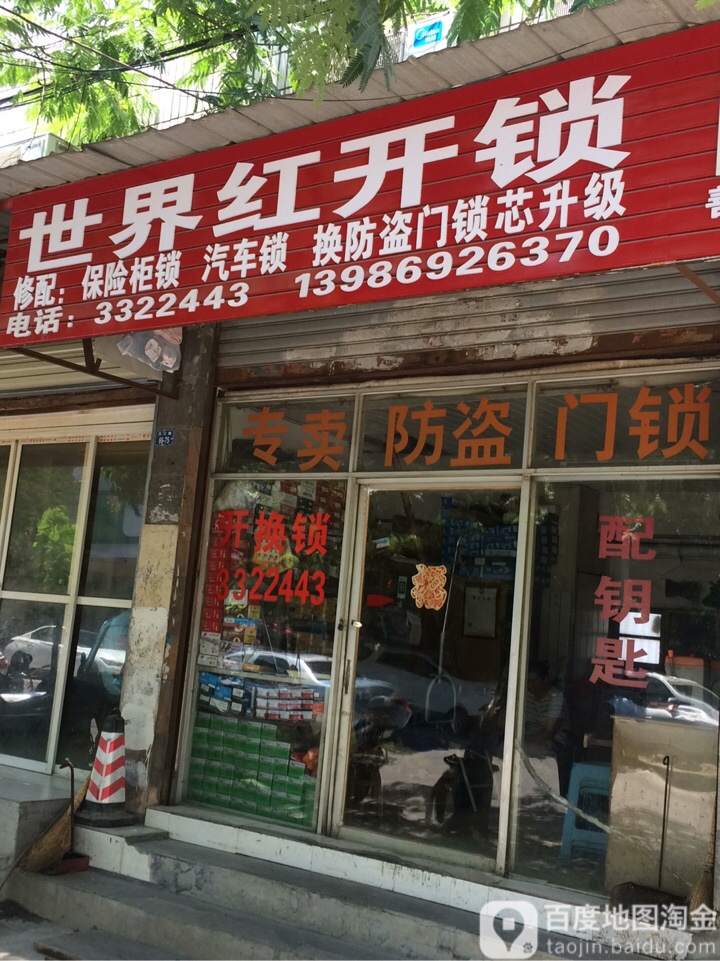 世界红开锁
修配：保险柜锁 汽车锁 换防盗门锁芯升级
电话：3322443 13986926370
专卖 防盗 门锁
开换锁
3322443
配钥匙
百度地图淘金
taojin.baidu.com